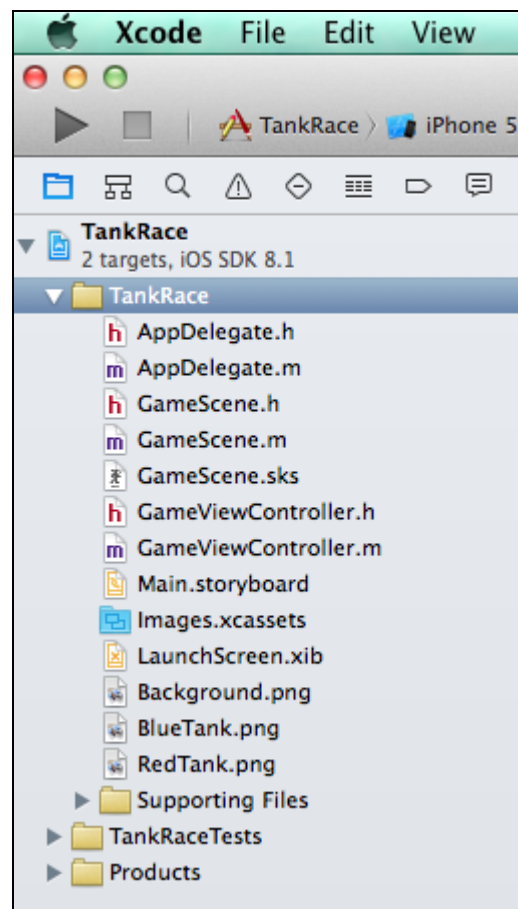 Xcode File Edit View
TankRace iPhone 5
TankRace
2 targets, iOS SDK 8.1
TankRace
h AppDelegate.h
m AppDelegate.m
h GameScene.h
m GameScene.m
GameScene.sks
h GameViewController.h
m GameViewController.m
Main.storyboard
Images.xcassets
LaunchScreen.xib
Background.png
BlueTank.png
RedTank.png
Supporting Files
TankRaceTests
Products